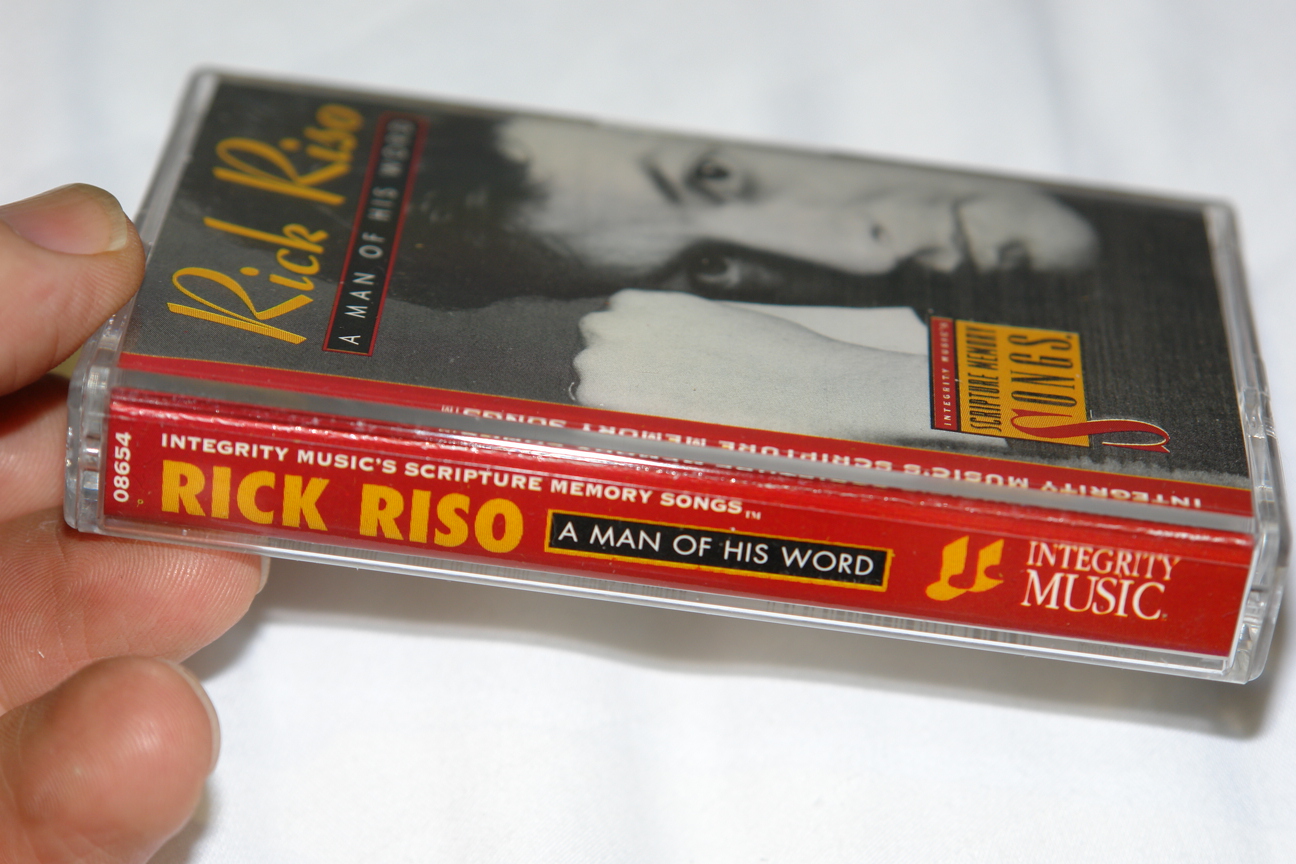 Rick Riso
A MAN OF HIS WORD
INTEGRITY MUSIC'S
SCRIPTURE MEMORY
SONGS.
INTEGRITY MUSIC'S SCRIPTURE MEMORY SONGS™
08654
INTEGRITY MUSIC'S SCRIPTURE MEMORY SONGS™
RICK RISO
A MAN OF HIS WORD
INTEGRITY
MUSIC